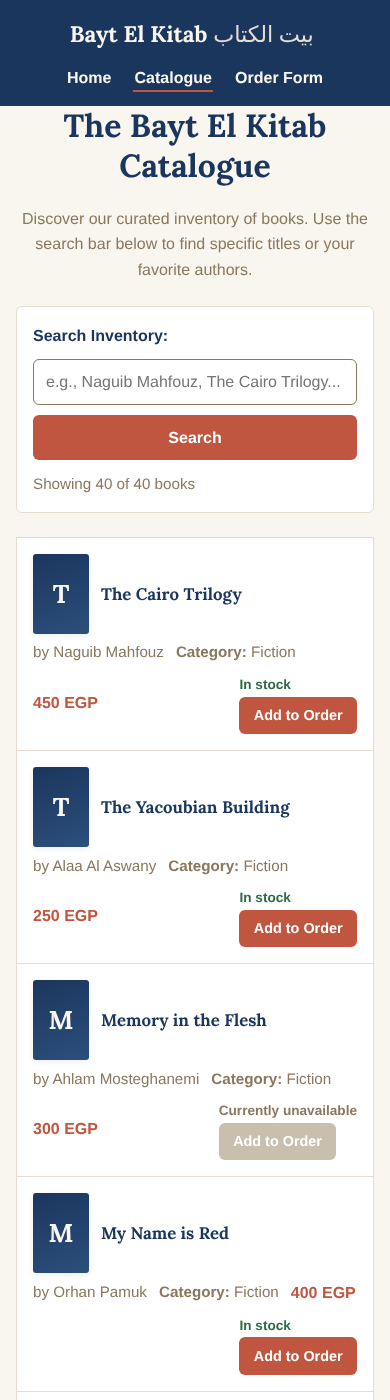 Bayt El Kitab بيت الكتاب
Home Catalogue Order Form
The Bayt El Kitab
Catalogue
Discover our curated inventory of books. Use the
search bar below to find specific titles or your
favorite authors.
Search Inventory:
e.g., Naguib Mahfouz, The Cairo Trilogy...
Search
Showing 40 of 40 books
T
The Cairo Trilogy
by Naguib Mahfouz Category: Fiction
In stock
450 EGP
Add to Order
T
The Yacoubian Building
by Alaa Al Aswany Category: Fiction
In stock
250 EGP
Add to Order
M
Memory in the Flesh
by Ahlam Mosteghanemi Category: Fiction
Currently unavailable
300 EGP
Add to Order
M
My Name is Red
by Orhan Pamuk Category: Fiction 400 EGP
In stock
Add to Order